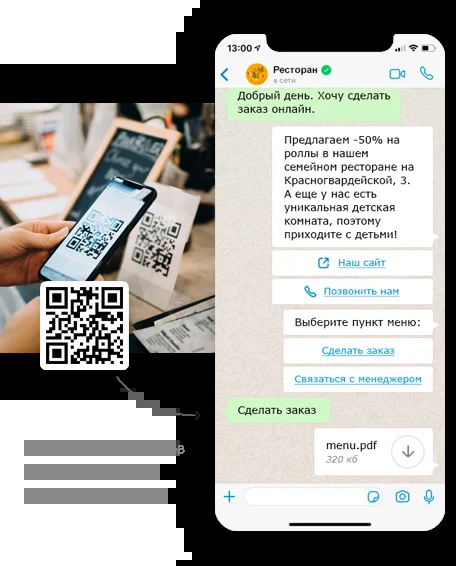 13:00
Ресторан
в сети
Добрый день. Хочу сделать
заказ онлайн.
Предлагаем -50% на
роллы в нашем
семейном ресторане на
Красногвардейской, 3.
А еще у нас есть
уникальная детская
комната, поэтому
приходите с детьми!
Наш сайт
Позвонить нам
Выберите пункт меню:
Сделать заказ
Связаться с менеджером
Сделать заказ
menu.pdf
320 кб
в